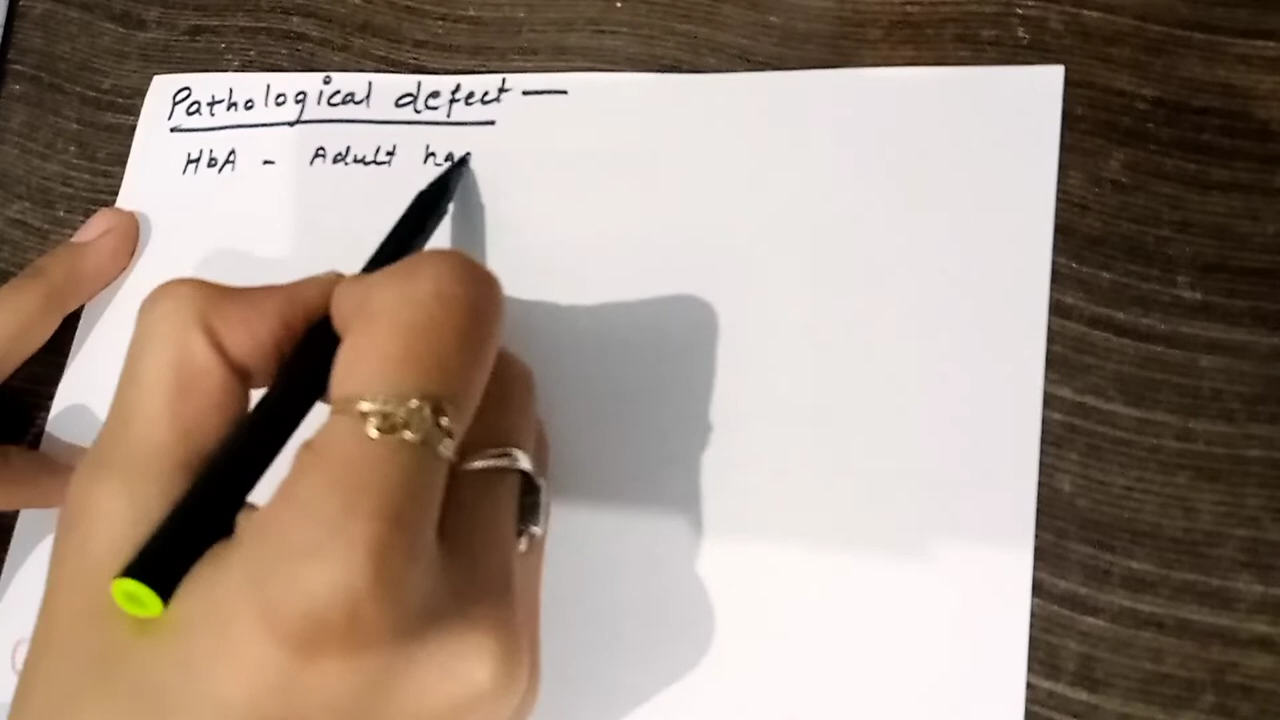 Pathological defect —
HbA - Adult